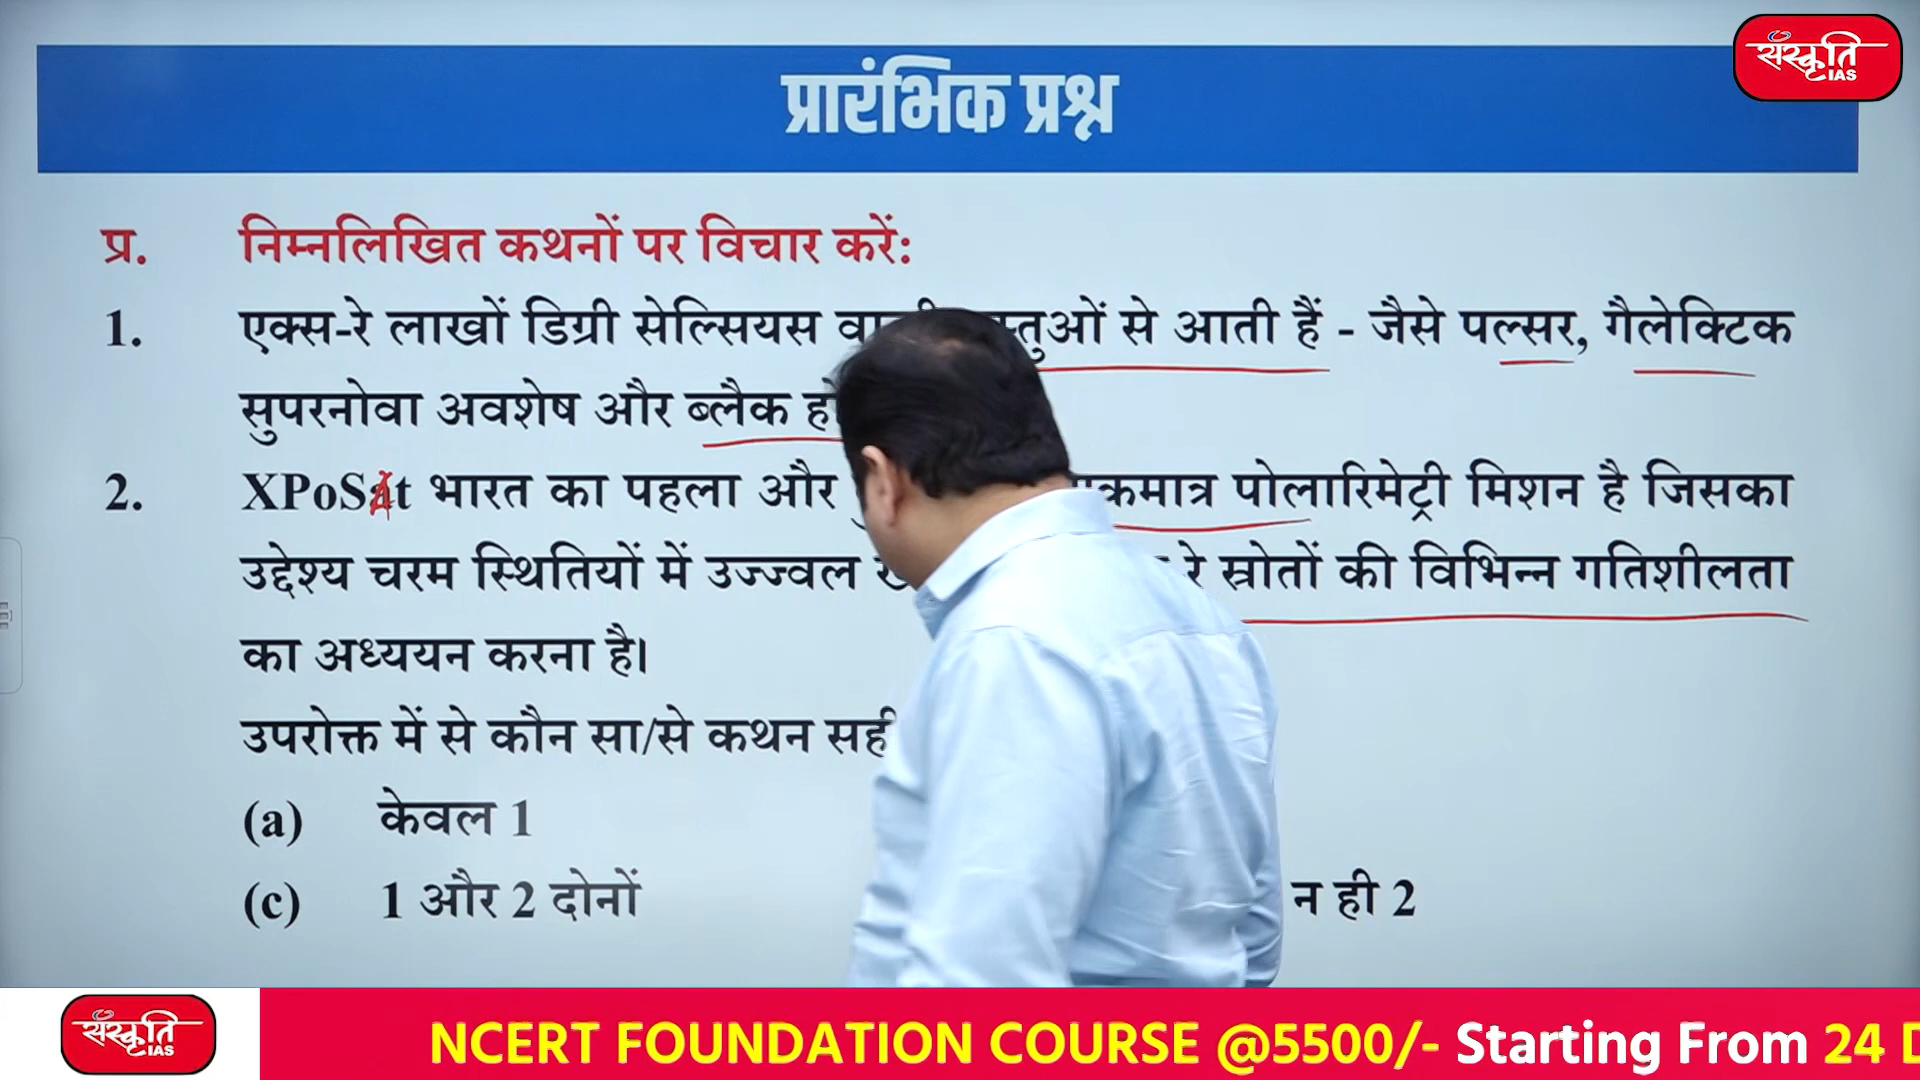 संस्कृति
IAS
प्रारंभिक प्रश्न
प्र. निम्नलिखित कथनों पर विचार करें:
1. एक्स-रे लाखों डिग्री सेल्सियस से आती हैं - जैसे पल्सर, गैलेक्टिक
सुपरनोवा अवशेष और ब्लैक
2. XPoSAt भारत का पहला और पोलारिमेट्री मिशन है जिसका
उद्देश्य चरम स्थितियों में उज्ज्वल रे स्रोतों की विभिन्न गतिशीलता
का अध्ययन करना है।
उपरोक्त में से कौन सा/से कथन सही
(a) केवल 1
(c) 1 और 2 दोनों न ही 2
संस्कृति
IAS
NCERT FOUNDATION COURSE @5500/- Starting From 24